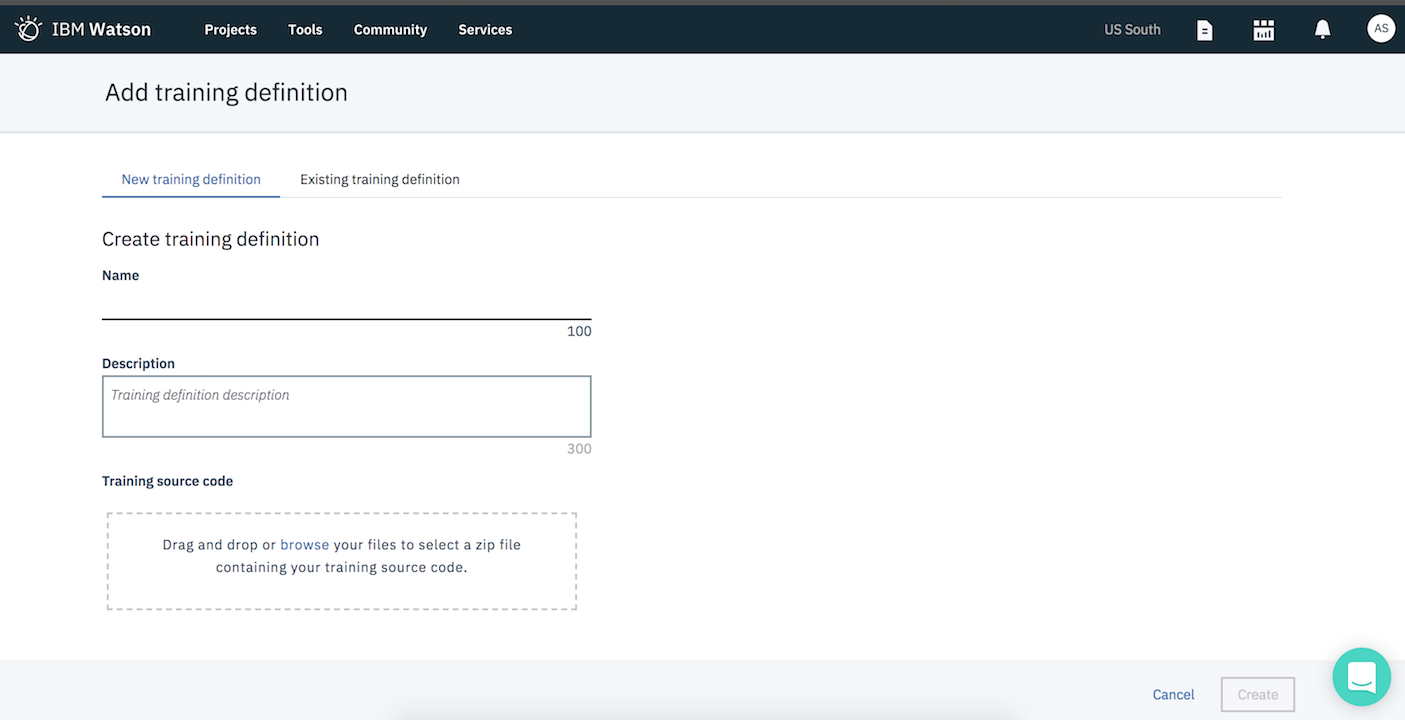 IBM Watson
Projects
Tools
Community
Services
US South
AS
Add training definition
New training definition
Existing training definition
Create training definition
Name
100
Description
Training definition description
300
Training source code
Drag and drop or browse your files to select a zip file
containing your training source code.
Cancel
Create